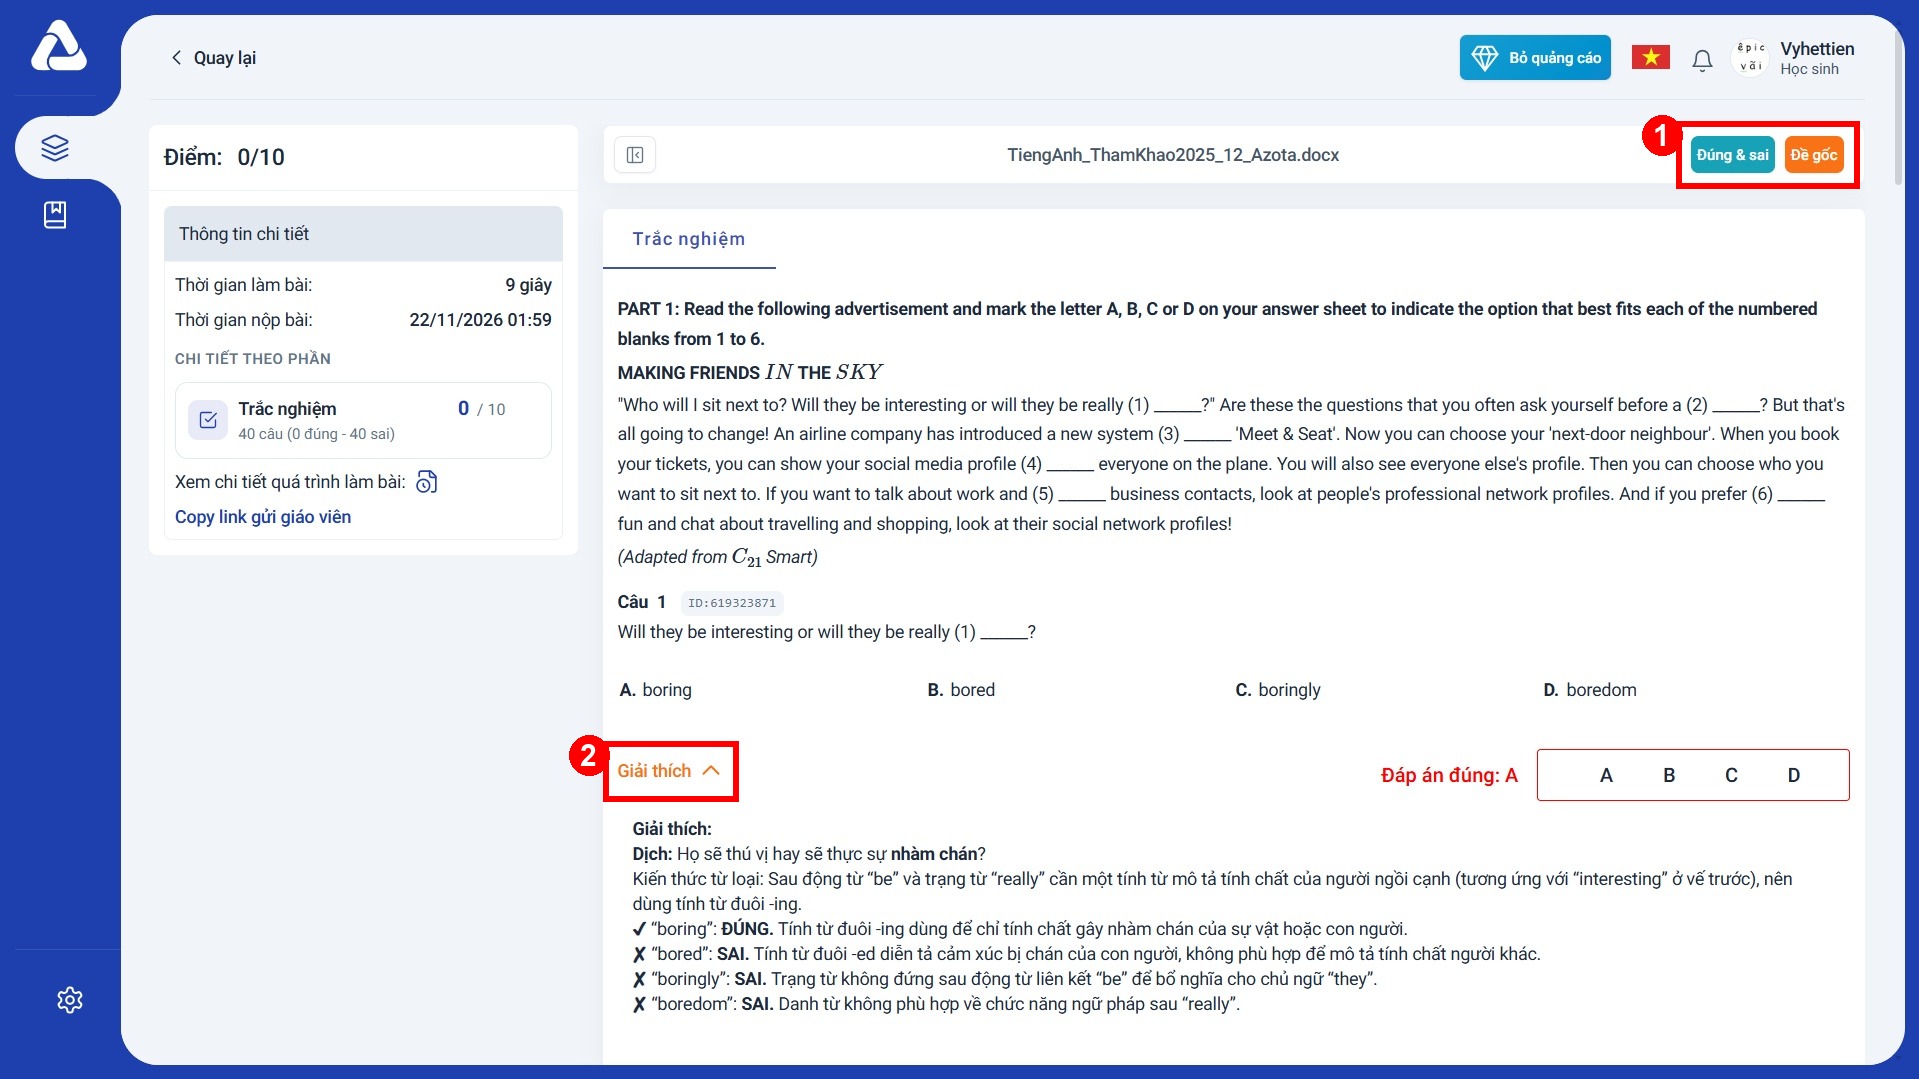 Quay lại
Bỏ quảng cáo
êpic
vãi
Vyhettien
Học sinh
Điểm: 0/10
Thông tin chi tiết
Thời gian làm bài: 9 giây
Thời gian nộp bài: 22/11/2026 01:59
CHI TIẾT THEO PHẦN
Trắc nghiệm 0 / 10
40 câu (0 đúng - 40 sai)
Xem chi tiết quá trình làm bài:
Copy link gửi giáo viên
TiengAnh_ThamKhao2025_12_Azota.docx
1
Đúng & sai
Đề gốc
Trắc nghiệm
PART 1: Read the following advertisement and mark the letter A, B, C or D on your answer sheet to indicate the option that best fits each of the numbered
blanks from 1 to 6.
MAKING FRIENDS IN THE SKY
"Who will I sit next to? Will they be interesting or will they be really (1) _____?" Are these the questions that you often ask yourself before a (2) _____? But that's
all going to change! An airline company has introduced a new system (3) _____ 'Meet & Seat'. Now you can choose your 'next-door neighbour'. When you book
your tickets, you can show your social media profile (4) _____ everyone on the plane. You will also see everyone else's profile. Then you can choose who you
want to sit next to. If you want to talk about work and (5) _____ business contacts, look at people's professional network profiles. And if you prefer (6) _____
fun and chat about travelling and shopping, look at their social network profiles!
(Adapted from C21 Smart)
Câu 1 ID:619323871
Will they be interesting or will they be really (1) _____?
A. boring B. bored C. boringly D. boredom
2
Giải thích
Đáp án đúng: A A B C D
Giải thích:
Dịch: Họ sẽ thú vị hay sẽ thực sự nhàm chán?
Kiến thức từ loại: Sau động từ “be” và trạng từ “really” cần một tính từ mô tả tính chất của người ngồi cạnh (tương ứng với “interesting” ở vế trước), nên
dùng tính từ đuôi -ing.
✔ “boring”: ĐÚNG. Tính từ đuôi -ing dùng để chỉ tính chất gây nhàm chán của sự vật hoặc con người.
✘ “bored”: SAI. Tính từ đuôi -ed diễn tả cảm xúc bị chán của con người, không phù hợp để mô tả tính chất người khác.
✘ “boringly”: SAI. Trạng từ không đứng sau động từ liên kết “be” để bổ nghĩa cho chủ ngữ “they”.
✘ “boredom”: SAI. Danh từ không phù hợp về chức năng ngữ pháp sau “really”.